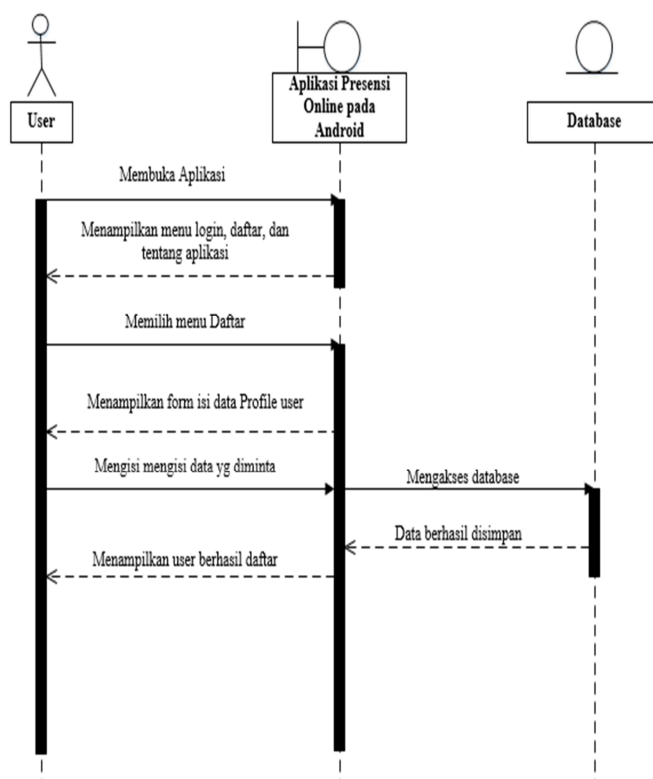 User
Aplikasi Presensi
Online pada
Android
Database
Membuka Aplikasi
Menampilkan menu login, daftar, dan
tentang aplikasi
Memilih menu Daftar
Menampilkan form isi data Profile user
Mengisi mengisi data yg diminta
Mengakses database
Data berhasil disimpan
Menampilkan user berhasil daftar